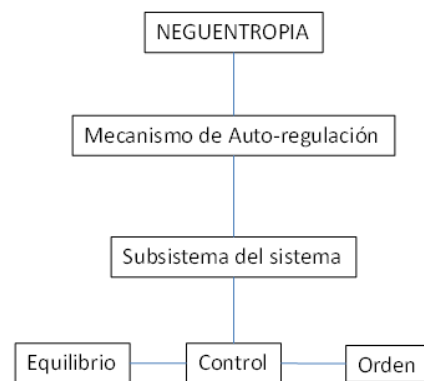 NEGUENTROPIA
Mecanismo de Auto-regulación
Subsistema del sistema
Equilibrio
Control
Orden